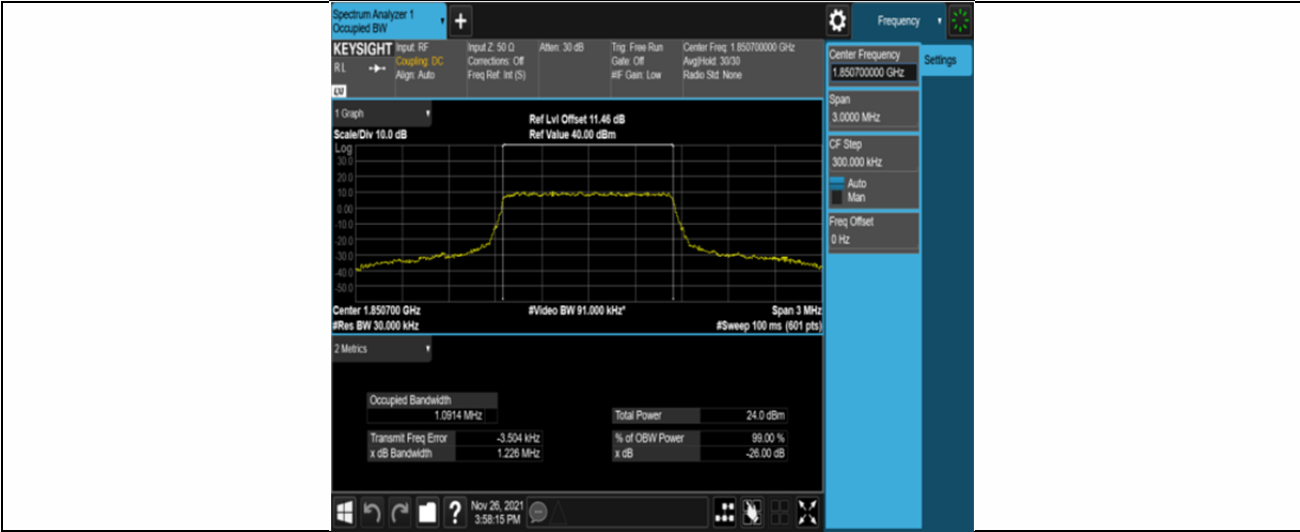 Spectrum Analyzer 1
Occupied BW
+
Frequency
KEYSIGHT
R L
Input: RF
Coupling: DC
Align: Auto
Input Z: 50 Ω
Corrections: Off
Freq Ref: Int (S)
Atten: 30 dB
Trig: Free Run
Gate: Off
#IF Gain: Low
Center Freq: 1.850700000 GHz
Avg|Hold: 30/30
Radio Std: None
Center Frequency
1.850700000 GHz
Settings
Span
3.0000 MHz
CF Step
300.000 kHz
Auto
Man
Freq Offset
0 Hz
1 Graph
Scale/Div 10.0 dB
Ref Lvl Offset 11.46 dB
Ref Value 40.00 dBm
Log
30.0
20.0
10.0
0.00
-10.0
-20.0
-30.0
-40.0
-50.0
Center 1.850700 GHz
#Res BW 30.000 kHz
#Video BW 91.000 kHz*
Span 3 MHz
#Sweep 100 ms (601 pts)
2 Metrics
Occupied Bandwidth
1.0914 MHz
Total Power 24.0 dBm
Transmit Freq Error -3.504 kHz
% of OBW Power 99.00 %
x dB Bandwidth 1.226 MHz
x dB -26.00 dB
?
Nov 26, 2021
3:58:15 PM